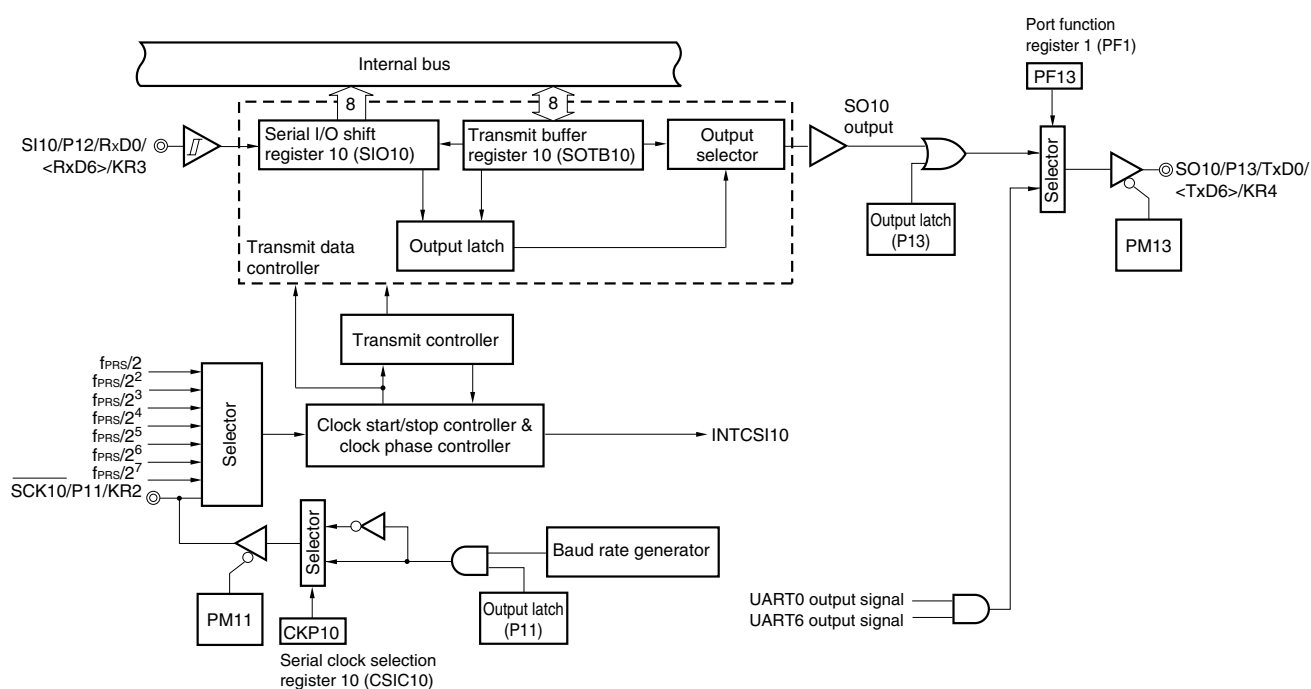 Port function
register 1 (PF1)
Internal bus
PF13
8
8
SO10
output
SI10/P12/RxD0/
<RxD6>/KR3
Serial I/O shift
register 10 (SIO10)
Transmit buffer
register 10 (SOTB10)
Output
selector
Selector
SO10/P13/TxD0/
<TxD6>/KR4
Output latch
(P13)
PM13
Output latch
Transmit data
controller
Transmit controller
fPRS/2
fPRS/2²
fPRS/2³
fPRS/2⁴
fPRS/2⁵
fPRS/2⁶
fPRS/2⁷
SCK10/P11/KR2
Selector
Clock start/stop controller &
clock phase controller
INTCSI10
Selector
Baud rate generator
PM11
CKP10
Output latch
(P11)
UART0 output signal
UART6 output signal
Serial clock selection
register 10 (CSIC10)